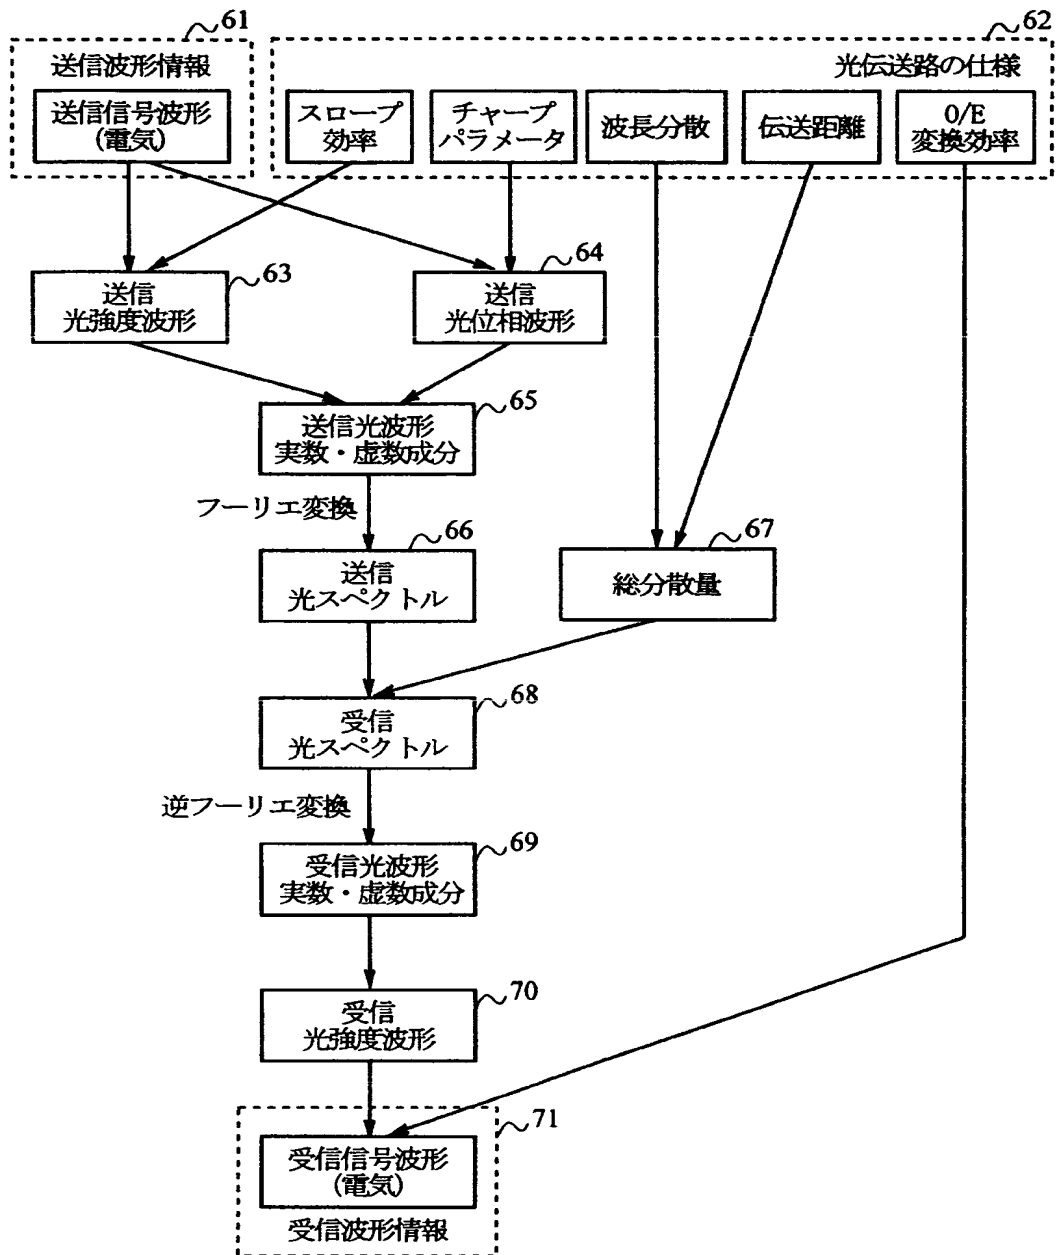 61
送信波形情報
送信信号波形
(電気)
62
光伝送路の仕様
スロープ
効率
チャープ
パラメータ
波長分散
伝送距離
O/E
変換効率
63
送信
光強度波形
64
送信
光位相波形
65
送信光波形
実数・虚数成分
フーリエ変換
66
送信
光スペクトル
67
総分散量
68
受信
光スペクトル
逆フーリエ変換
69
受信光波形
実数・虚数成分
70
受信
光強度波形
71
受信信号波形
(電気)
受信波形情報